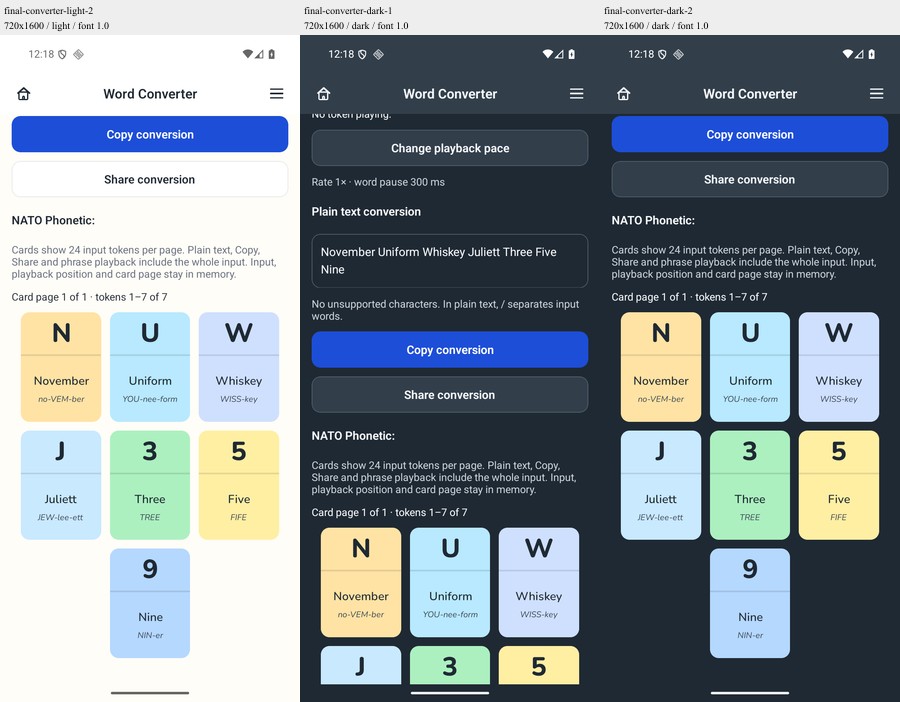 final-converter-light-2
720x1600 / light / font 1.0
12:18
Word Converter
Copy conversion
Share conversion
NATO Phonetic:
Cards show 24 input tokens per page. Plain text, Copy,
Share and phrase playback include the whole input. Input,
playback position and card page stay in memory.
Card page 1 of 1 · tokens 1–7 of 7
N
U
W
November
Uniform
Whiskey
no-VEM-ber
YOU-nee-form
WISS-key
J
3
5
Juliett
Three
Five
JEW-lee-ett
TREE
FIFE
9
Nine
NIN-er
final-converter-dark-1
720x1600 / dark / font 1.0
12:18
Word Converter
No token playing.
Change playback pace
Rate 1× · word pause 300 ms
Plain text conversion
November Uniform Whiskey Juliett Three Five
Nine
No unsupported characters. In plain text, / separates input
words.
Copy conversion
Share conversion
NATO Phonetic:
Cards show 24 input tokens per page. Plain text, Copy,
Share and phrase playback include the whole input. Input,
playback position and card page stay in memory.
Card page 1 of 1 · tokens 1–7 of 7
N
U
W
November
Uniform
Whiskey
no-VEM-ber
YOU-nee-form
WISS-key
J
3
5
final-converter-dark-2
720x1600 / dark / font 1.0
12:18
Word Converter
Copy conversion
Share conversion
NATO Phonetic:
Cards show 24 input tokens per page. Plain text, Copy,
Share and phrase playback include the whole input. Input,
playback position and card page stay in memory.
Card page 1 of 1 · tokens 1–7 of 7
N
U
W
November
Uniform
Whiskey
no-VEM-ber
YOU-nee-form
WISS-key
J
3
5
Juliett
Three
Five
JEW-lee-ett
TREE
FIFE
9
Nine
NIN-er